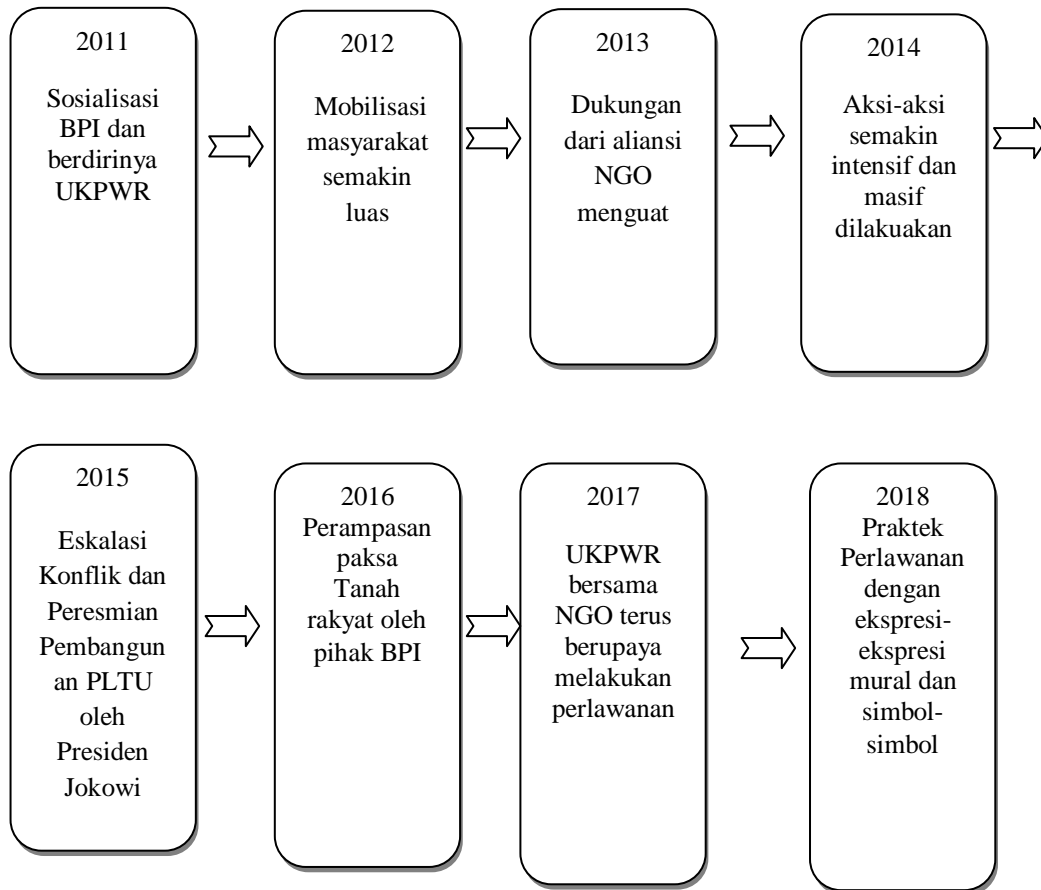 2011
Sosialisasi
BPI dan
berdirinya
UKPWR
2012
Mobilisasi
masyarakat
semakin
luas
2013
Dukungan
dari aliansi
NGO
menguat
2014
Aksi-aksi
semakin
intensif dan
masif
dilakuakan
2015
Eskalasi
Konflik dan
Peresmian
Pembangun
an PLTU
oleh
Presiden
Jokowi
2016
Perampasan
paksa
Tanah
rakyat oleh
pihak BPI
2017
UKPWR
bersama
NGO terus
berupaya
melakukan
perlawanan
2018
Praktek
Perlawanan
dengan
ekspresi-
ekspresi
mural dan
simbol-
simbol